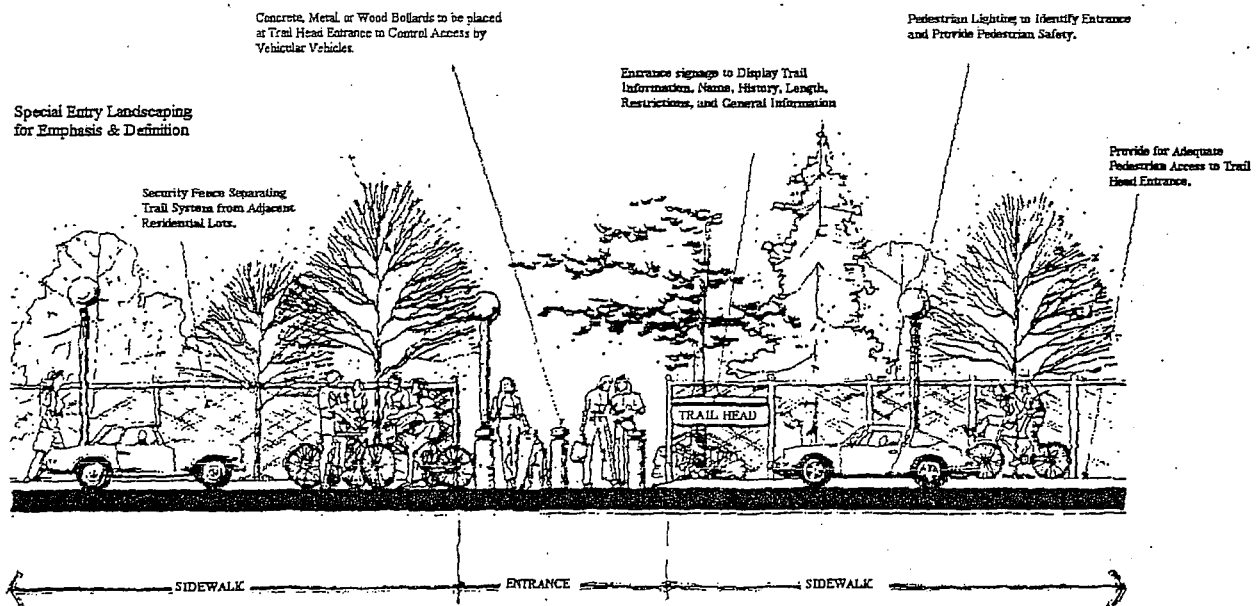 Concrete, Metal, or Wood Bollards to be placed
at Trail Head Entrance to Control Access by
Vehicular Vehicles.
Pedestrian Lighting to Identify Entrance
and Provide Pedestrian Safety.
Entrance signage to Display Trail
Information, Name, History, Length,
Restrictions, and General Information
Special Entry Landscaping
for Emphasis & Definition
Provide for Adequate
Pedestrian Access to Trail
Head Entrance.
Security Fence Separating
Trail System from Adjacent
Residential Lots.
TRAIL HEAD
SIDEWALK
ENTRANCE
SIDEWALK